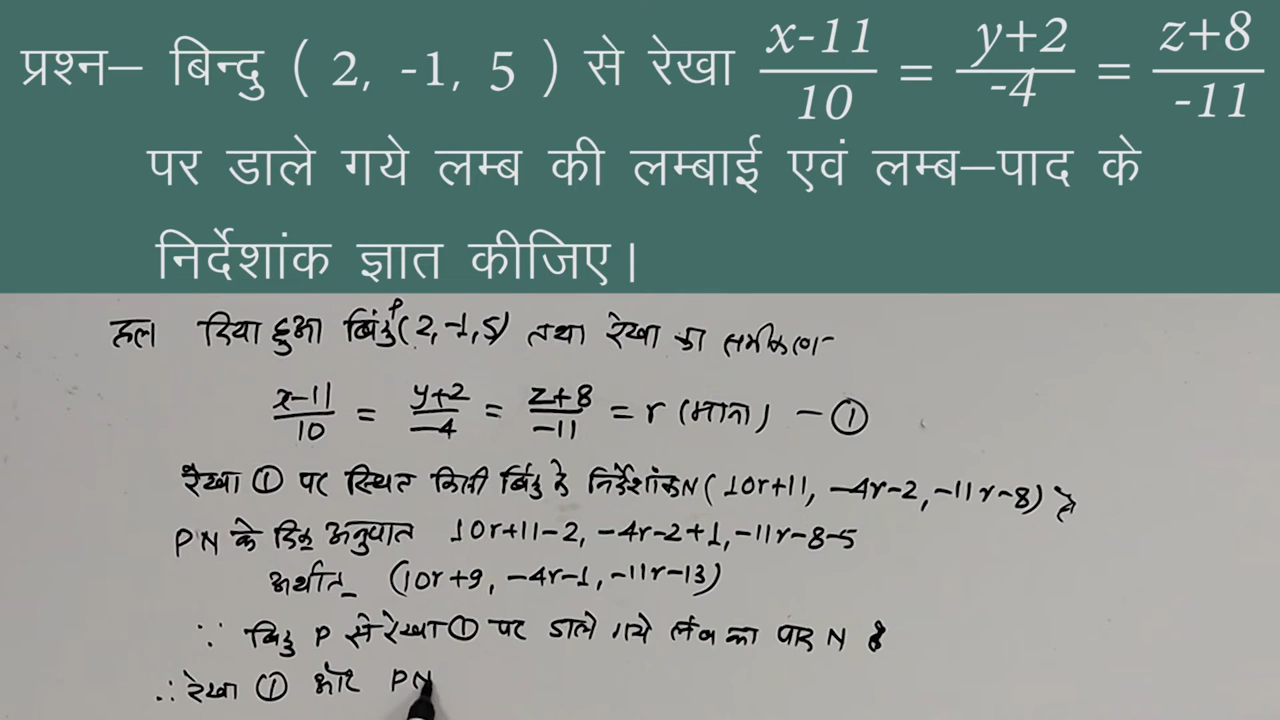 प्रश्न– बिन्दु ( 2, -1, 5 ) से रेखा x-11/10 = y+2/-4 = z+8/-11
पर डाले गये लम्ब की लम्बाई एवं लम्ब–पाद के
निर्देशांक ज्ञात कीजिए।
हल दिया हुआ बिंदु P(2,-1,5) तथा रेखा का समीकरण-
x-11/10 = y+2/-4 = z+8/-11 = r (माना) - ①
रेखा ① पर स्थित किसी बिंदु के निर्देशांक N(10r+11, -4r-2, -11r-8) है
PN के दिक् अनुपात 10r+11-2, -4r-2+1, -11r-8-5
अर्थात (10r+9, -4r-1, -11r-13)
∵ बिंदु P से रेखा ① पर डाले गये लंब का पाद N है
∴ रेखा ① और PN